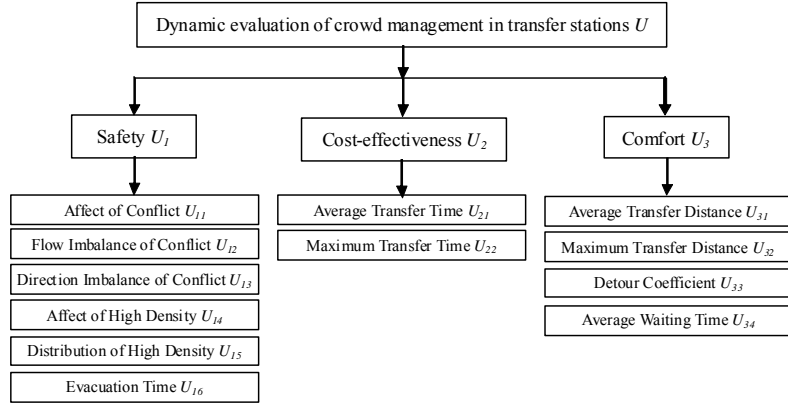 Dynamic evaluation of crowd management in transfer stations U
Safety U1
Cost-effectiveness U2
Comfort U3
Affect of Conflict U11
Flow Imbalance of Conflict U12
Direction Imbalance of Conflict U13
Affect of High Density U14
Distribution of High Density U15
Evacuation Time U16
Average Transfer Time U21
Maximum Transfer Time U22
Average Transfer Distance U31
Maximum Transfer Distance U32
Detour Coefficient U33
Average Waiting Time U34